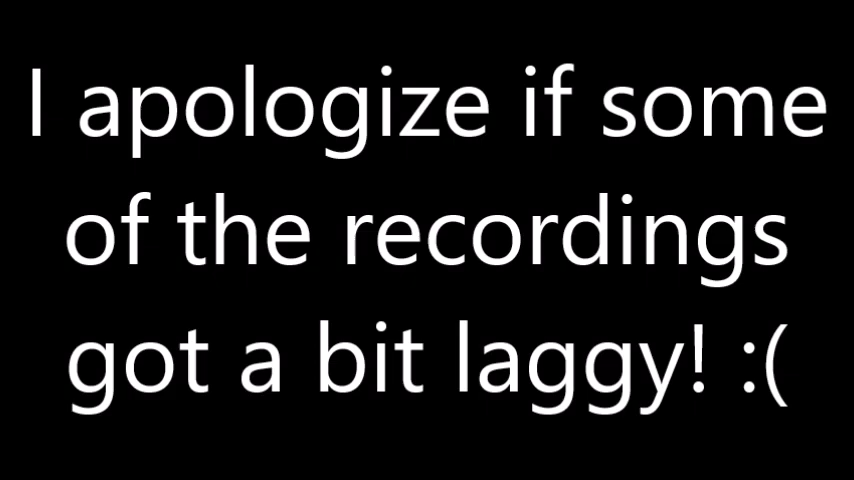 I apologize if some
of the recordings
got a bit laggy! :(